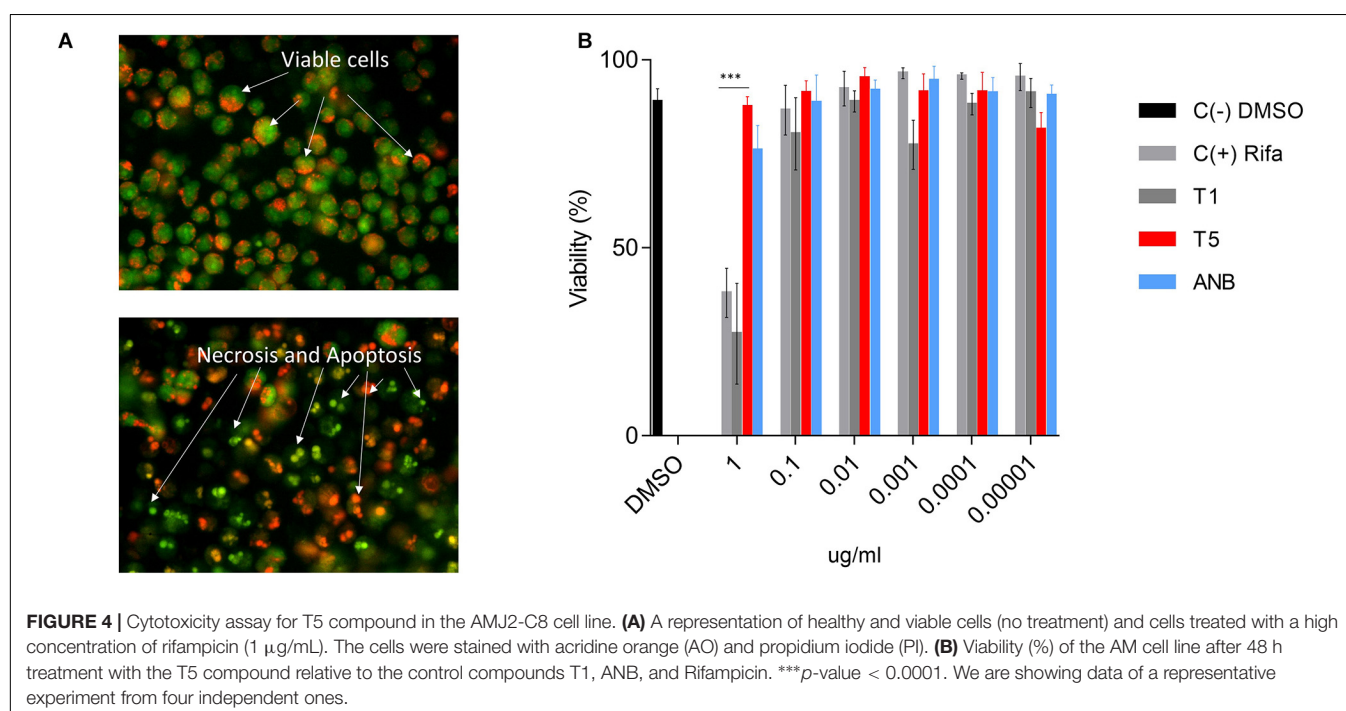 A
Viable cells
Necrosis and Apoptosis
B
***
100
50
0
Viability (%)
DMSO
1
0.1
0.01
0.001
0.0001
0.00001
ug/ml
C(-) DMSO
C(+) Rifa
T1
T5
ANB
FIGURE 4 | Cytotoxicity assay for T5 compound in the AMJ2-C8 cell line. (A) A representation of healthy and viable cells (no treatment) and cells treated with a high
concentration of rifampicin (1 μg/mL). The cells were stained with acridine orange (AO) and propidium iodide (PI). (B) Viability (%) of the AM cell line after 48 h
treatment with the T5 compound relative to the control compounds T1, ANB, and Rifampicin. ***p-value < 0.0001. We are showing data of a representative
experiment from four independent ones.